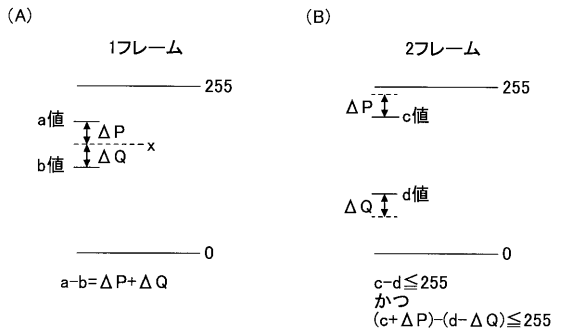 (A)
1フレーム
255
a値
ΔP
x
b値
ΔQ
0
a-b=ΔP+ΔQ
(B)
2フレーム
255
ΔP
c値
d値
ΔQ
0
c-d≦255
かつ
(c+ΔP)-(d-ΔQ)≦255